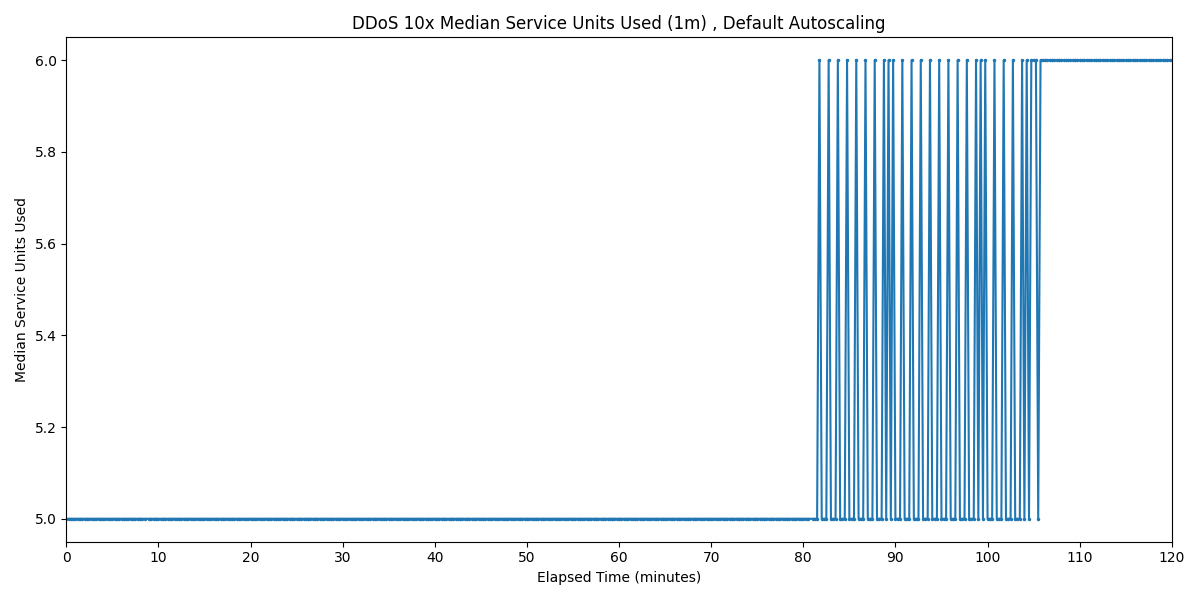 DDoS 10x Median Service Units Used (1m) , Default Autoscaling
6.0
5.8
5.6
5.4
5.2
5.0
Median Service Units Used
0 10 20 30 40 50 60 70 80 90 100 110 120
Elapsed Time (minutes)